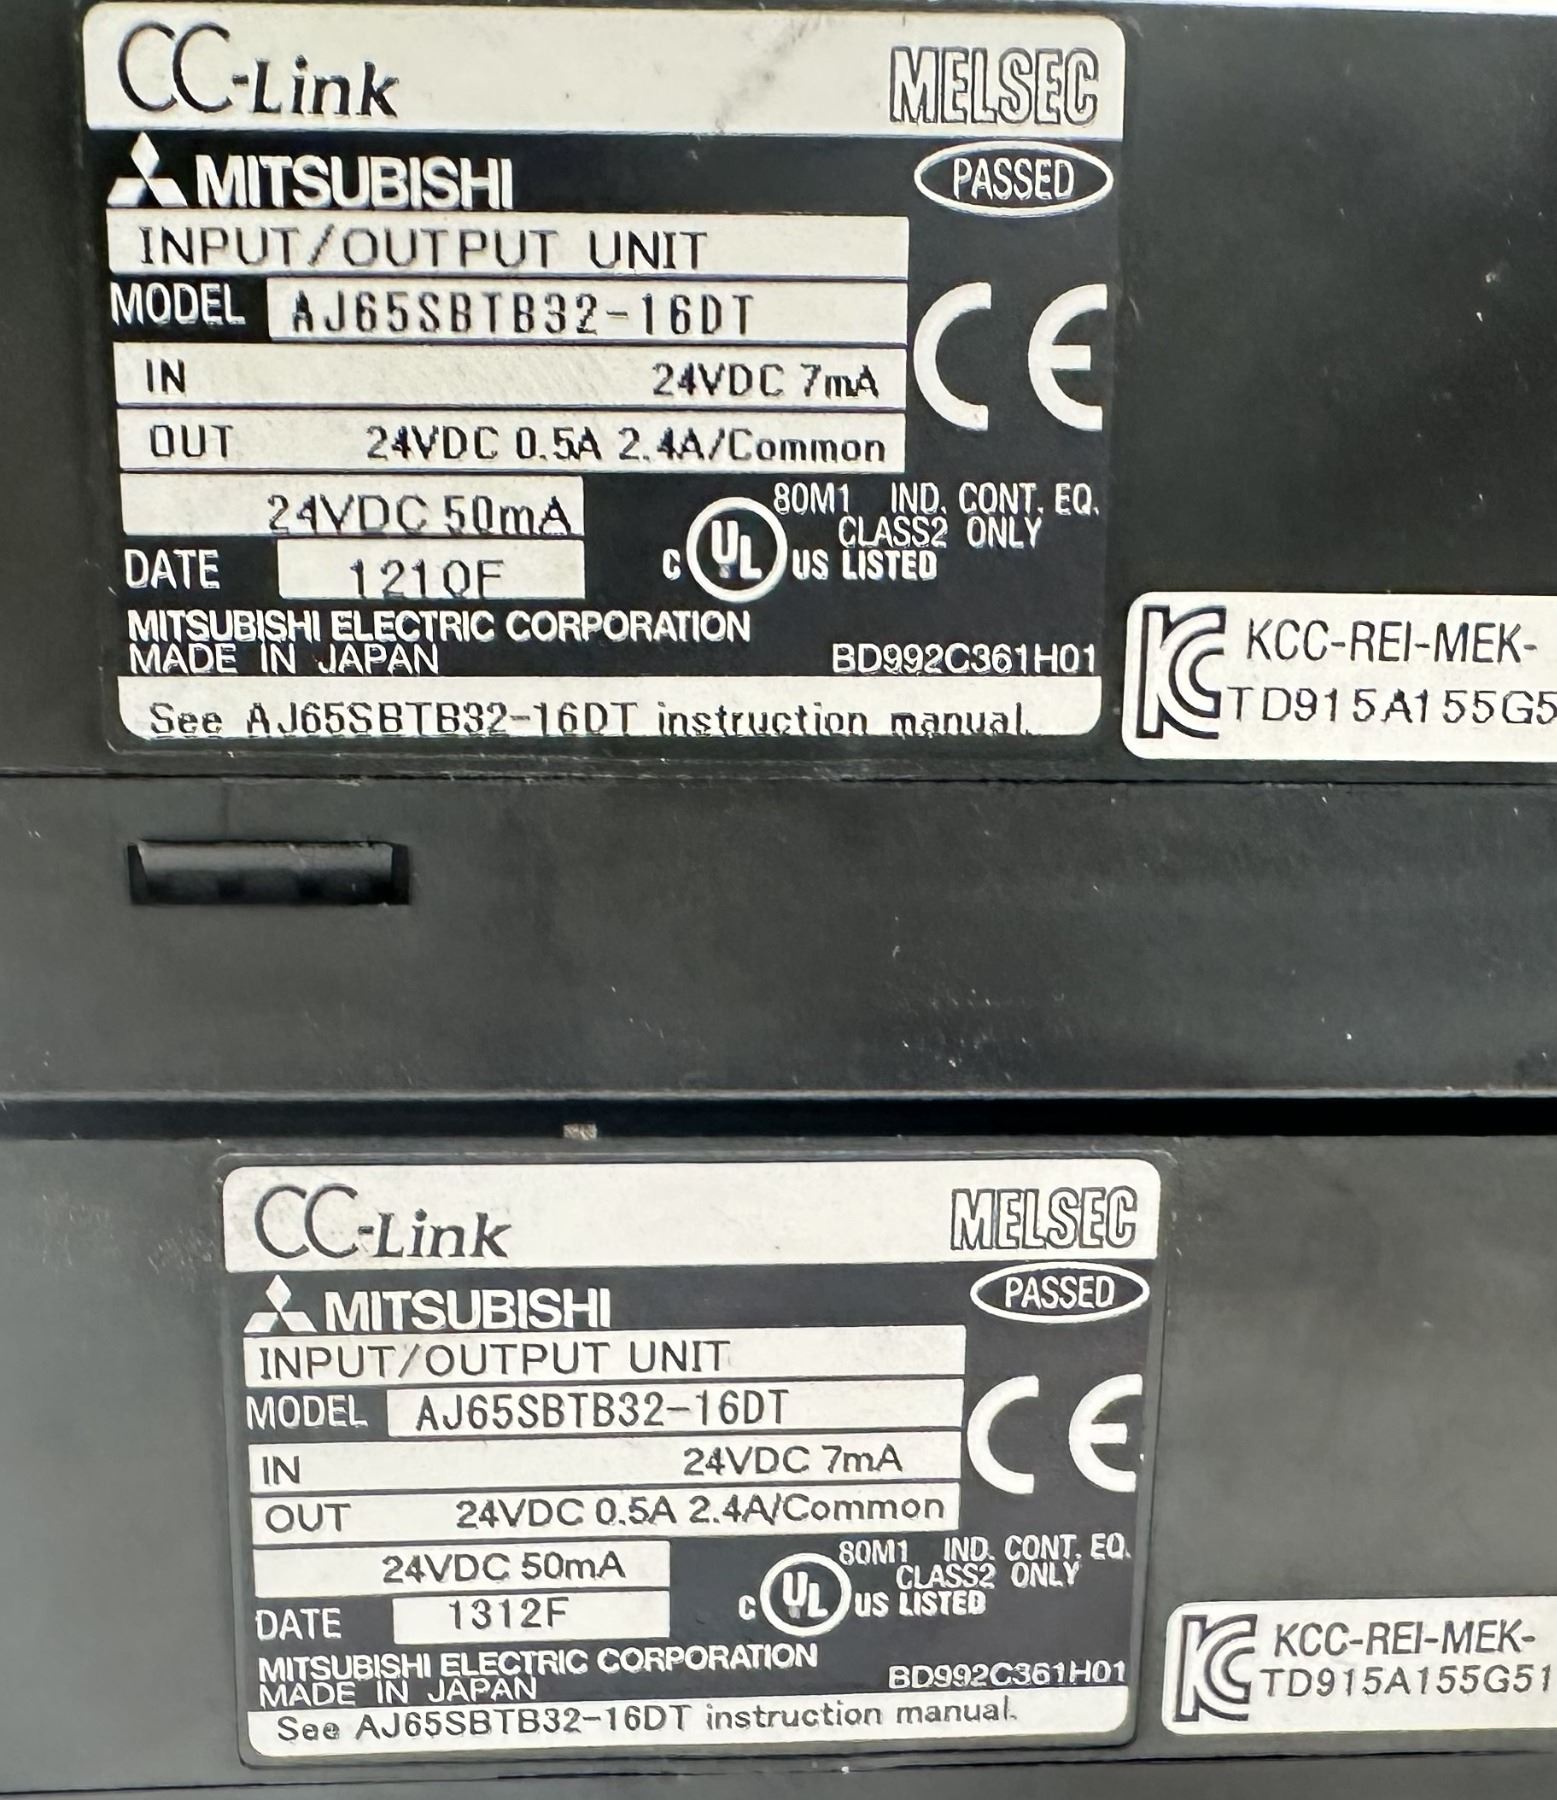 CC-Link MELSEC
MITSUBISHI PASSED
INPUT/OUTPUT UNIT
MODEL AJ65SBTB32-16DT
CE
IN 24VDC 7mA
OUT 24VDC 0.5A 2.4A/Common
24VDC 50mA
80M1 IND. CONT. EQ.
CLASS2 ONLY
C UL US LISTED
DATE 1210F
MITSUBISHI ELECTRIC CORPORATION
MADE IN JAPAN BD992C361H01
See AJ65SBTB32-16DT instruction manual.
KCC-REI-MEK-
TD915A155G5
CC-Link MELSEC
MITSUBISHI PASSED
INPUT/OUTPUT UNIT
MODEL AJ65SBTB32-16DT
CE
IN 24VDC 7mA
OUT 24VDC 0.5A 2.4A/Common
24VDC 50mA
80M1 IND. CONT. EQ.
CLASS2 ONLY
C UL US LISTED
DATE 1312F
MITSUBISHI ELECTRIC CORPORATION
MADE IN JAPAN BD992C361H01
See AJ65SBTB32-16DT instruction manual.
KCC-REI-MEK-
TD915A155G51